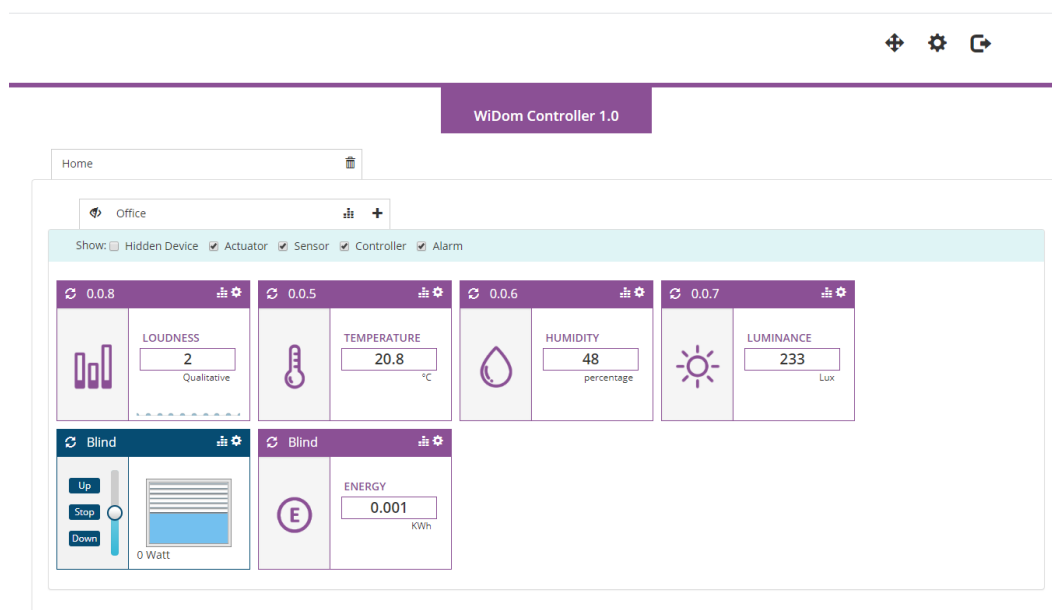 WiDom Controller 1.0
Home
Office
Show: Hidden Device Actuator Sensor Controller Alarm
0.0.8
LOUDNESS
2
Qualitative
0.0.5
TEMPERATURE
20.8
°C
0.0.6
HUMIDITY
48
percentage
0.0.7
LUMINANCE
233
Lux
Blind
Up
Stop
Down
0 Watt
Blind
E
ENERGY
0.001
KWh